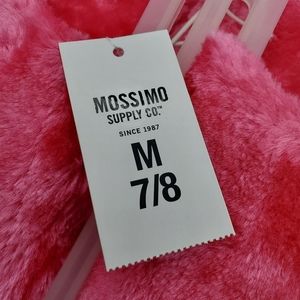 MOSSIMO
SUPPLY CO.™
SINCE 1987
M
7/8